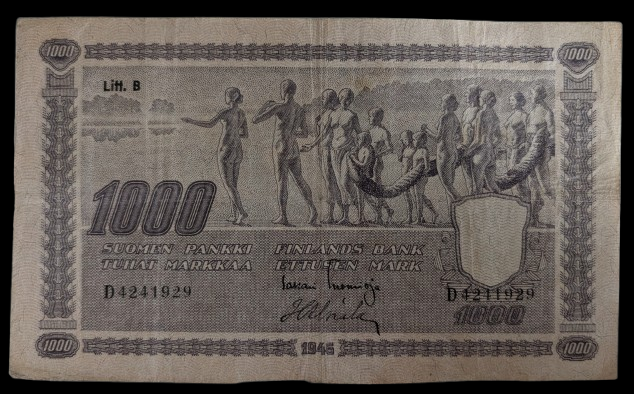 1000 1000
Litt. B
1000
SUOMEN PANKKI FINLANDS BANK
TUHAT MARKKAA ETTUSEN MARK
D4241929 D4241929
1000
1000 1945 1000